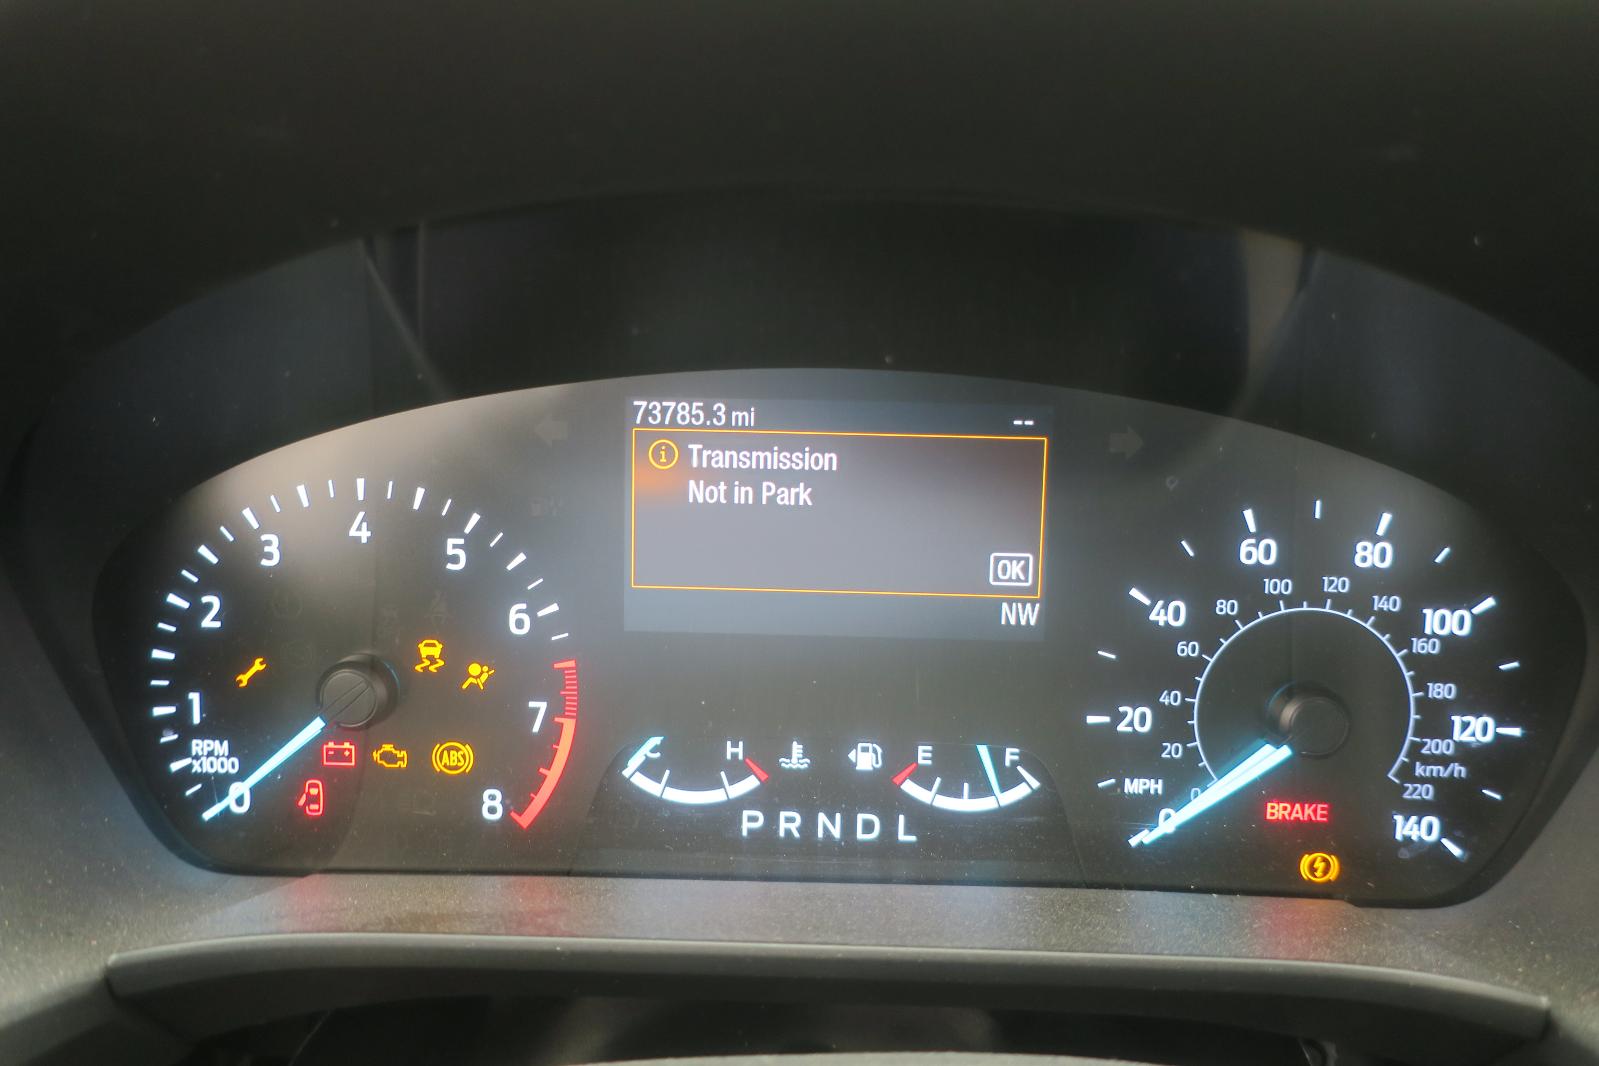 73785.3 mi
--
Transmission
Not in Park
OK
NW
0
1
2
3
4
5
6
7
8
RPM
x1000
ABS
C
H
E
F
P R N D L
0
20
40
60
80
100
120
140
MPH
0
20
40
60
80
100
120
140
160
180
200
220
km/h
BRAKE